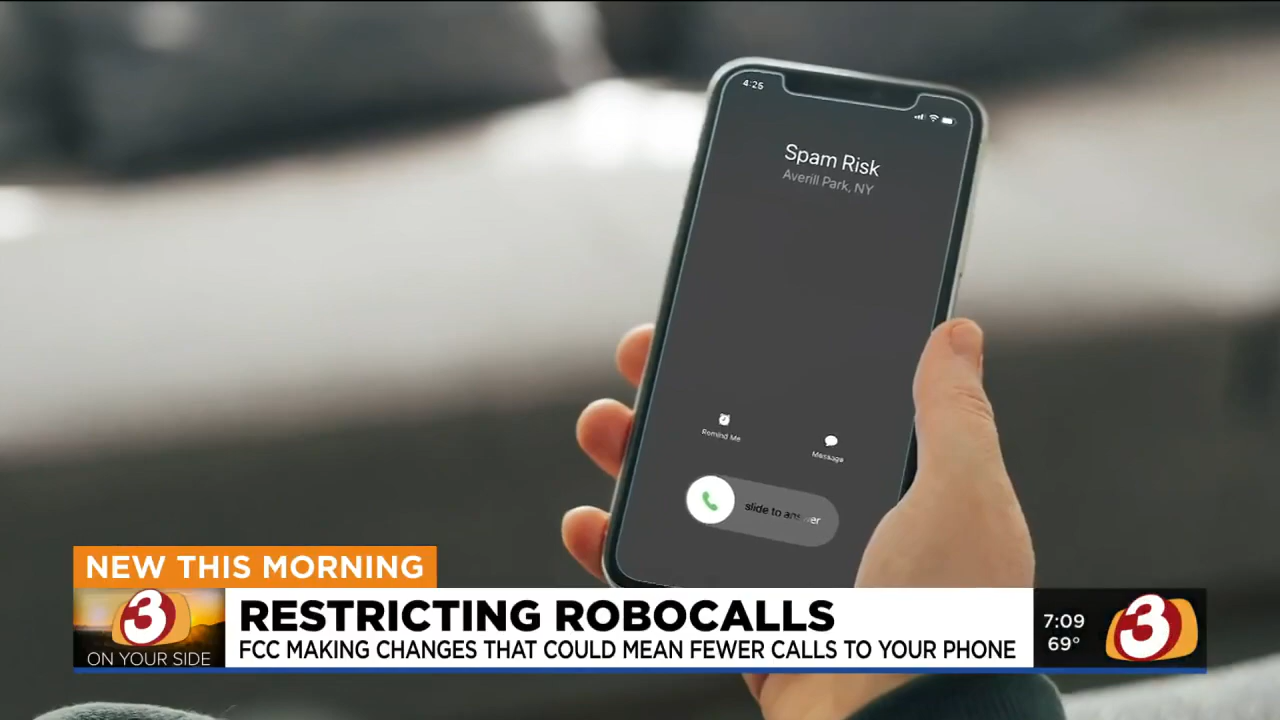 4:25
Spam Risk
Averill Park, NY
Remind Me
Message
slide to answer
NEW THIS MORNING
3
ON YOUR SIDE
RESTRICTING ROBOCALLS
FCC MAKING CHANGES THAT COULD MEAN FEWER CALLS TO YOUR PHONE
7:09
69°
3